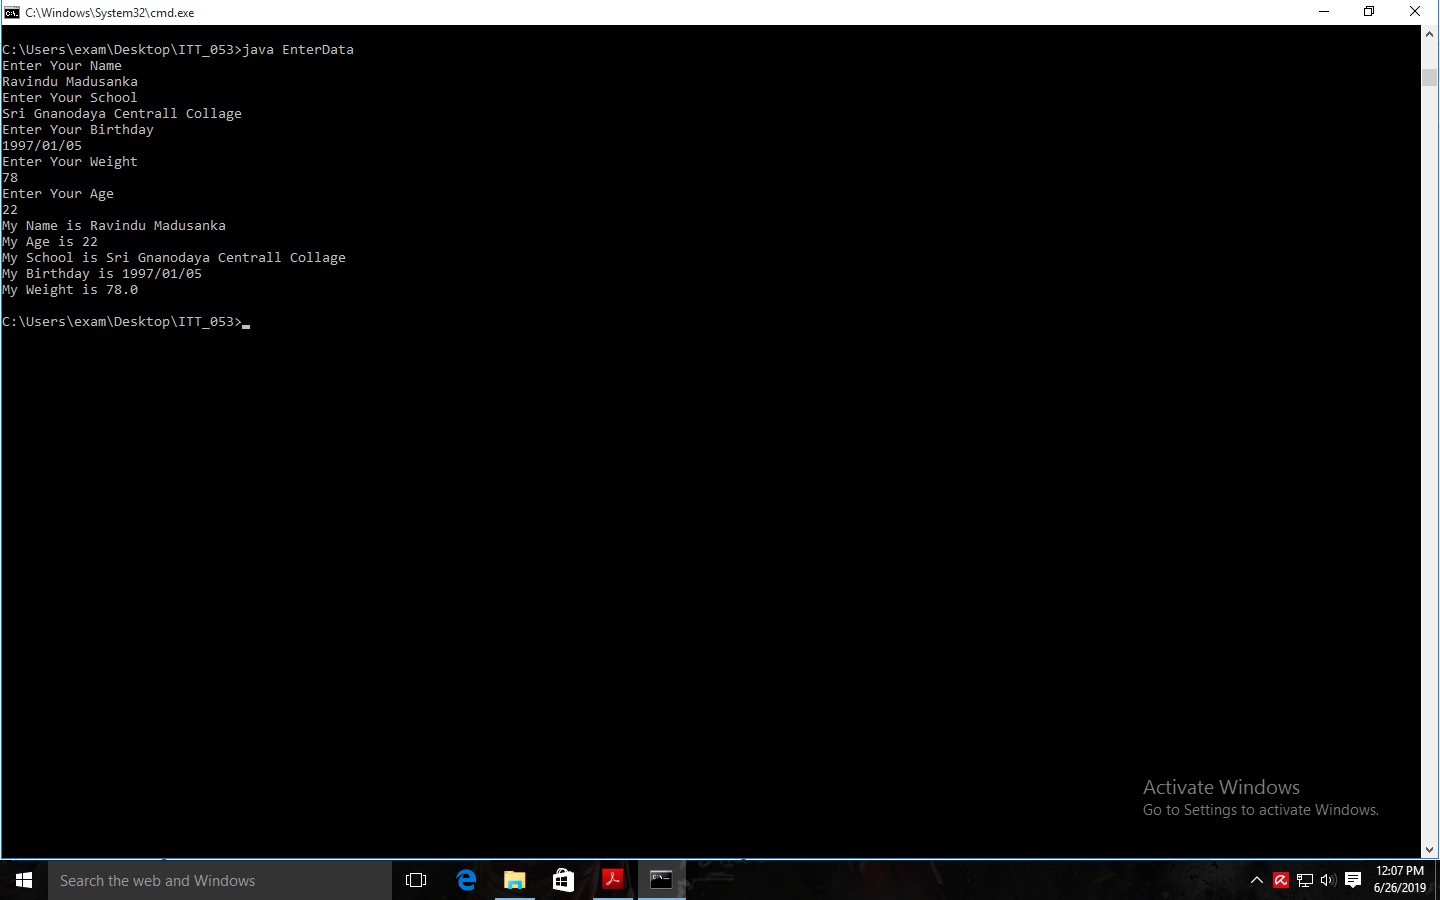 C:\Windows\System32\cmd.exe
C:\Users\exam\Desktop\ITT_053>java EnterData
Enter Your Name
Ravindu Madusanka
Enter Your School
Sri Gnanodaya Centrall Collage
Enter Your Birthday
1997/01/05
Enter Your Weight
78
Enter Your Age
22
My Name is Ravindu Madusanka
My Age is 22
My School is Sri Gnanodaya Centrall Collage
My Birthday is 1997/01/05
My Weight is 78.0
C:\Users\exam\Desktop\ITT_053>
Activate Windows
Go to Settings to activate Windows.
Search the web and Windows
12:07 PM
6/26/2019